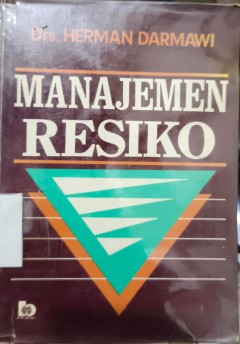 Drs. HERMAN DARMAWI
MANAJEMEN
RESIKO